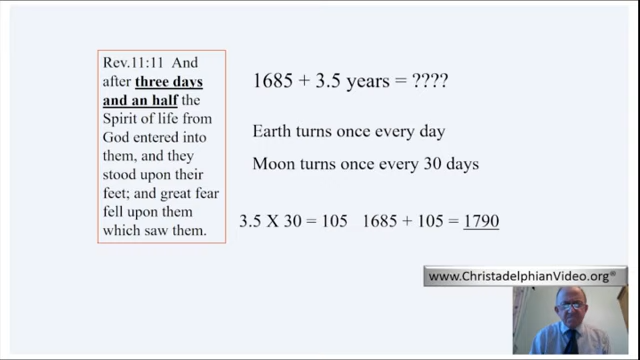 Rev.11:11 And
after three days
and an half the
Spirit of life from
God entered into
them, and they
stood upon their
feet; and great fear
fell upon them
which saw them.
1685 + 3.5 years = ????
Earth turns once every day
Moon turns once every 30 days
3.5 X 30 = 105 1685 + 105 = 1790
www.ChristadelphianVideo.org®